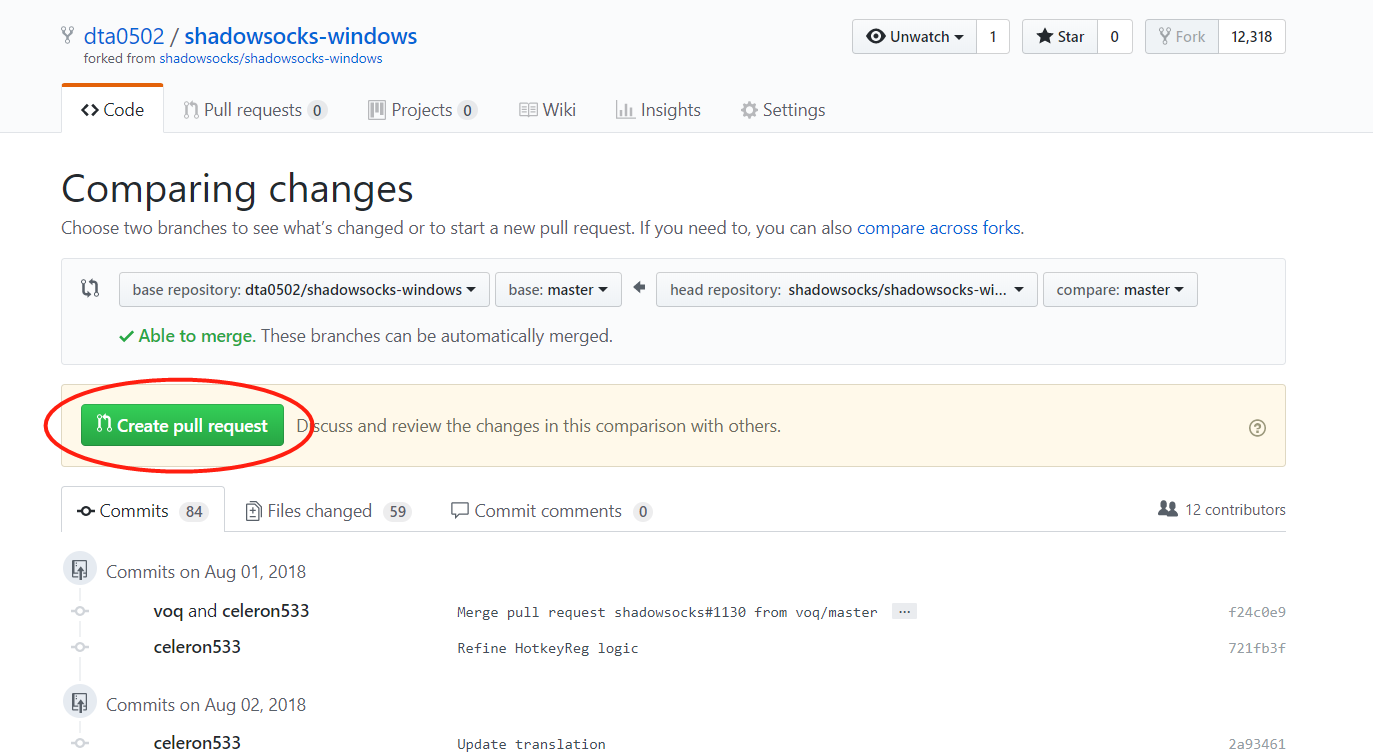 dta0502 / shadowsocks-windows
Unwatch 1 Star 0 Fork 12,318
forked from shadowsocks/shadowsocks-windows
Code Pull requests 0 Projects 0 Wiki Insights Settings
Comparing changes
Choose two branches to see what's changed or to start a new pull request. If you need to, you can also compare across forks.
base repository: dta0502/shadowsocks-windows base: master head repository: shadowsocks/shadowsocks-wi... compare: master
Able to merge. These branches can be automatically merged.
Create pull request Discuss and review the changes in this comparison with others.
Commits 84 Files changed 59 Commit comments 0 12 contributors
Commits on Aug 01, 2018
voq and celeron533 Merge pull request shadowsocks#1130 from voq/master ... f24c0e9
celeron533 Refine HotkeyReg logic 721fb3f
Commits on Aug 02, 2018
celeron533 Update translation 2a93461